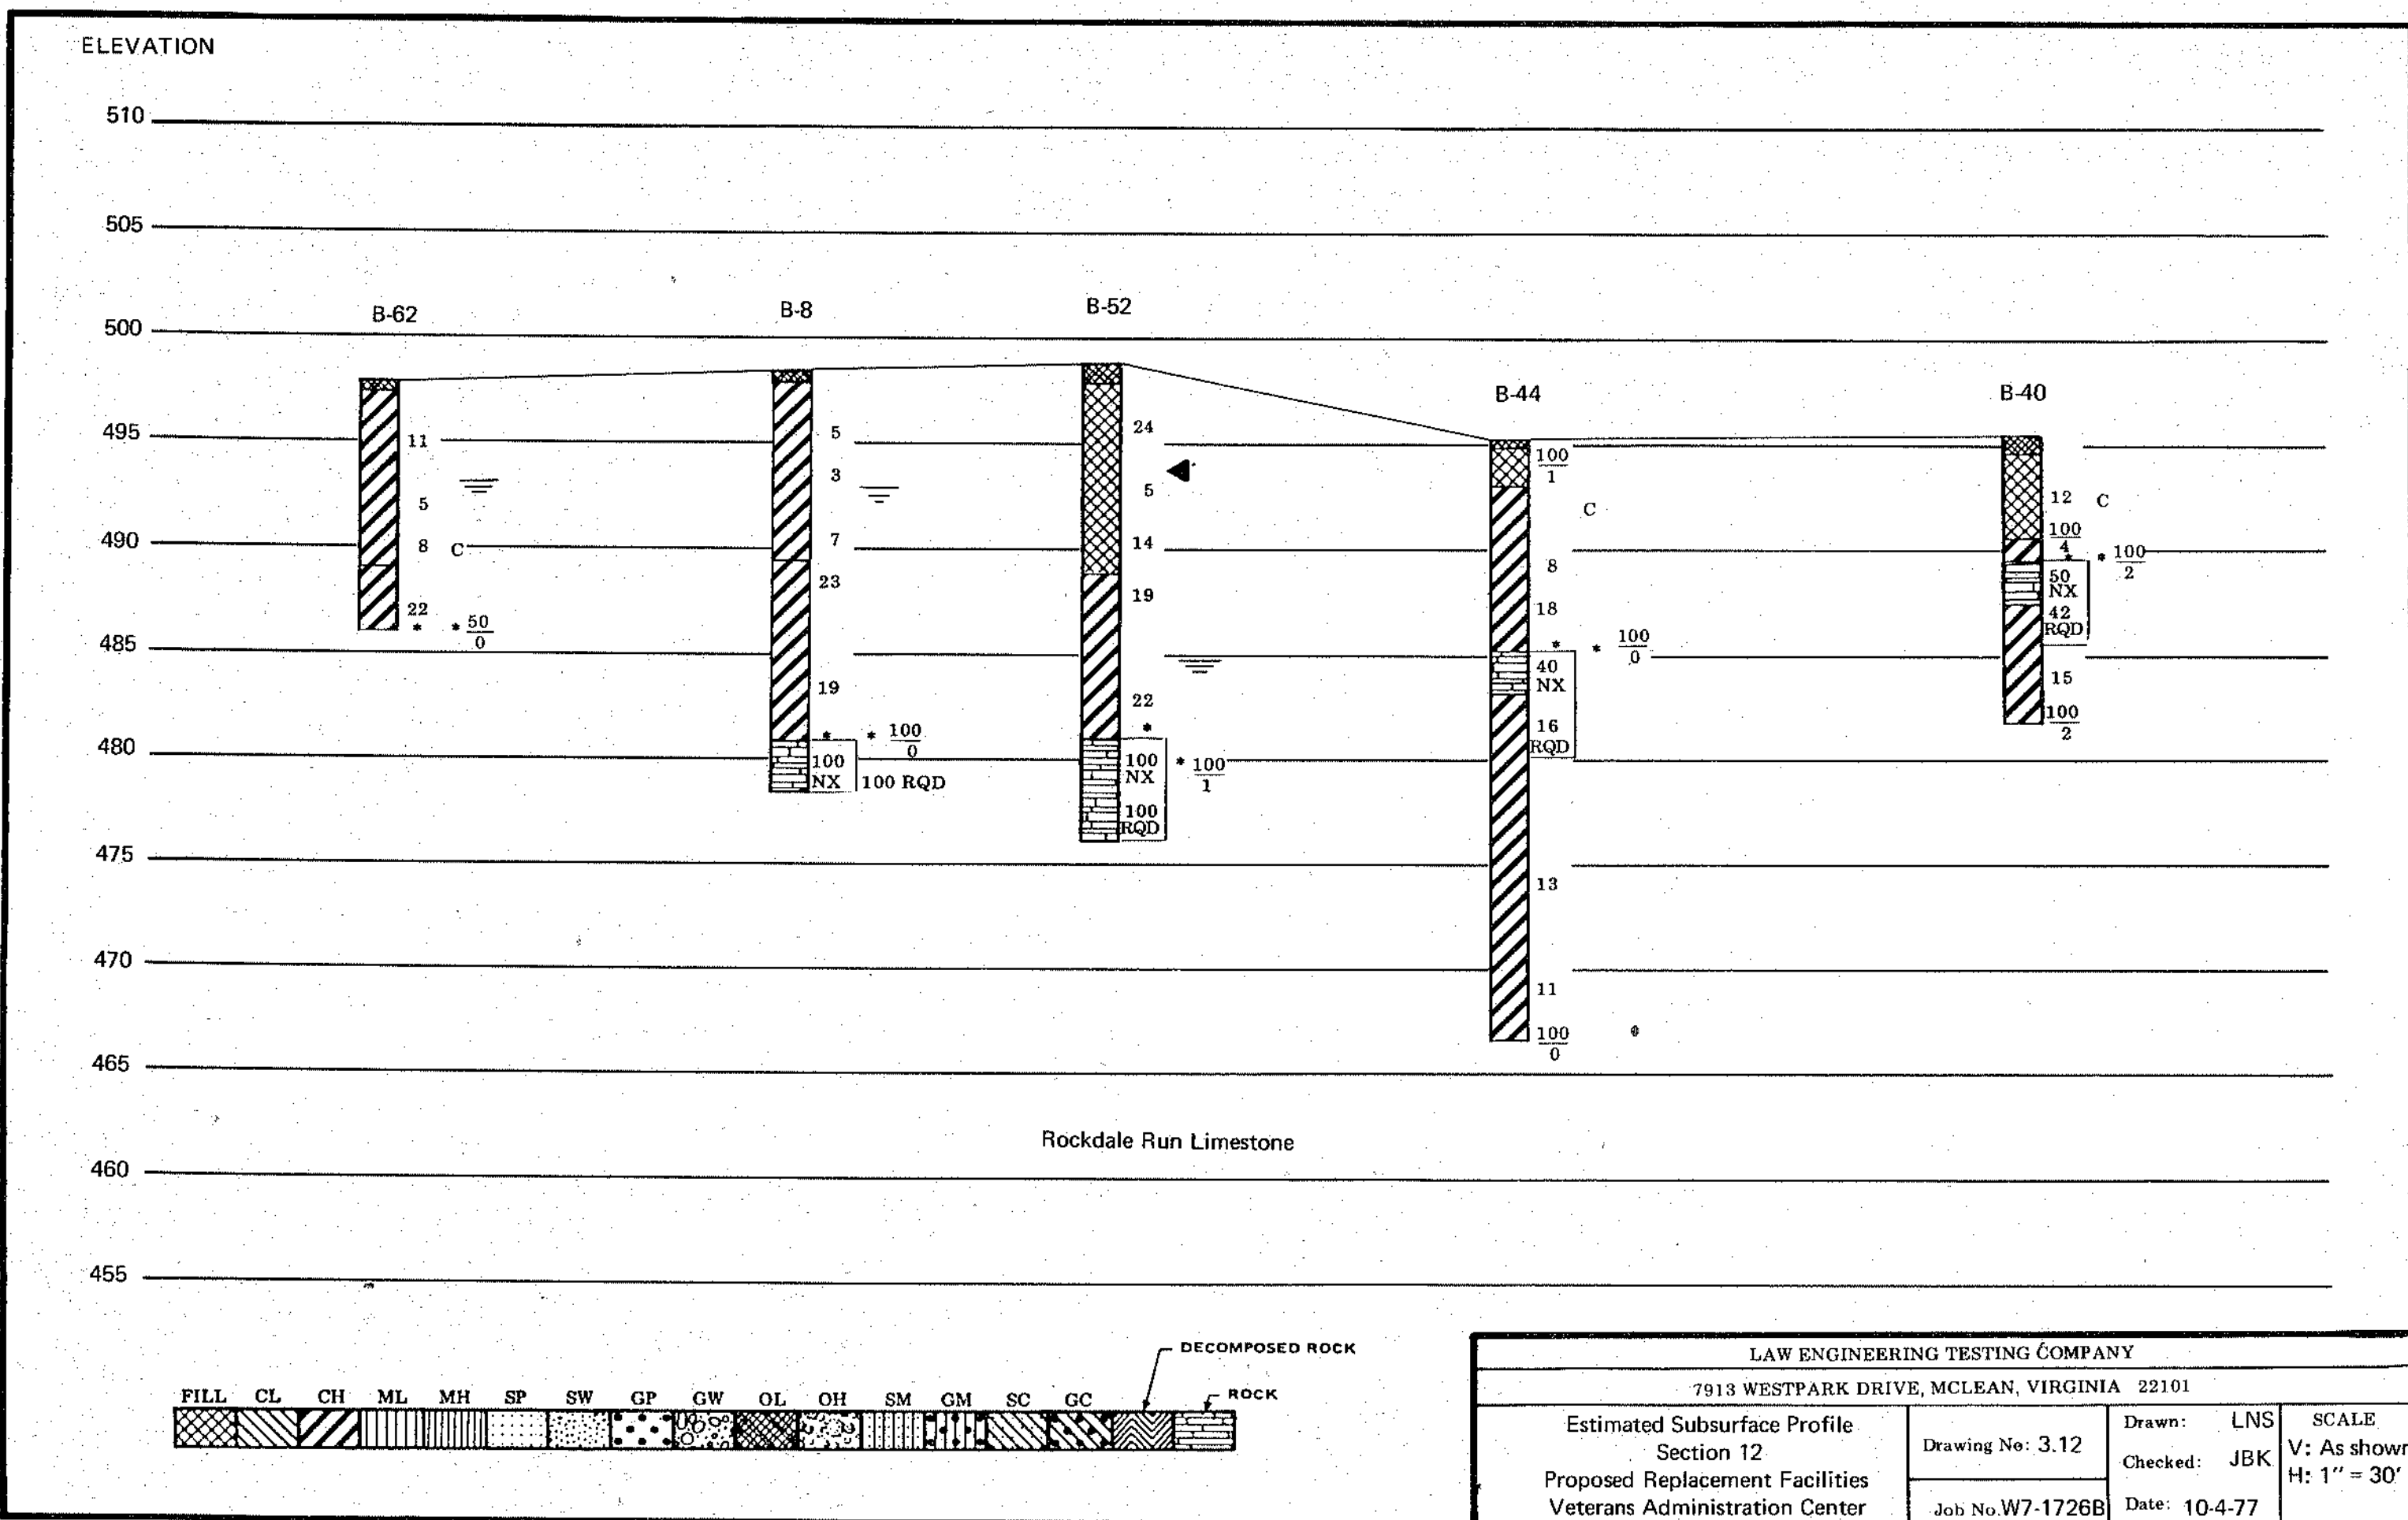 ELEVATION
510
505
500
495
490
485
480
475
470
465
460
455
B-62
11
5
8 C
22
* * 50
0
B-8
5
3
7
23
19
* * 100
0
100
NX
100 RQD
B-52
24
5
14
19
22
*
100
NX
* 100
1
100
RQD
B-44
100
1
C
8
18
* * 100
0
40
NX
16
RQD
13
11
100
0
B-40
12 C
100
4
* * 100
2
50
NX
42
RQD
15
100
2
Rockdale Run Limestone
DECOMPOSED ROCK
ROCK
FILL CL CH ML MH SP SW GP GW OL OH SM GM SC GC
LAW ENGINEERING TESTING COMPANY
7913 WESTPARK DRIVE, MCLEAN, VIRGINIA 22101
Estimated Subsurface Profile
Section 12
Proposed Replacement Facilities
Veterans Administration Center
Drawing No: 3.12
Job No. W7-1726B
Drawn: LNS
Checked: JBK
Date: 10-4-77
SCALE
V: As shown
H: 1" = 30'